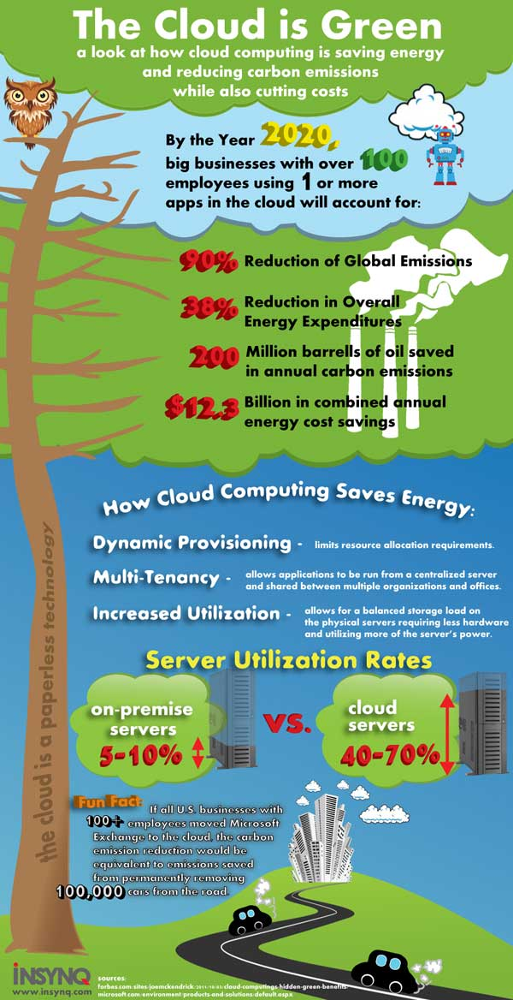 The Cloud is Green
a look at how cloud computing is saving energy
and reducing carbon emissions
while also cutting costs
By the Year 2020,
big businesses with over 100
employees using 1 or more
apps in the cloud will account for:
90% Reduction of Global Emissions
38% Reduction in Overall
Energy Expenditures
200 Million barrells of oil saved
in annual carbon emissions
$12.3 Billion in combined annual
energy cost savings
How Cloud Computing Saves Energy:
Dynamic Provisioning - limits resource allocation requirements.
Multi-Tenancy - allows applications to be run from a centralized server
and shared between multiple organizations and offices.
Increased Utilization - allows for a balanced storage load on
the physical servers requiring less hardware
and utilizing more of the server's power.
the cloud is a paperless technology
Server Utilization Rates
on-premise
servers
5-10%
vs.
cloud
servers
40-70%
Fun Fact: If all U.S. businesses with
100+ employees moved Microsoft
Exchange to the cloud, the carbon
emission reduction would be
equivalent to emissions saved
from permanently removing
100,000 cars from the road.
iNSYNQ
www.insynq.com
sources:
forbes.com/sites/joemckendrick/2011/10/03/cloud-computings-hidden-green-benefits/
microsoft.com/environment/products-and-solutions/default.aspx